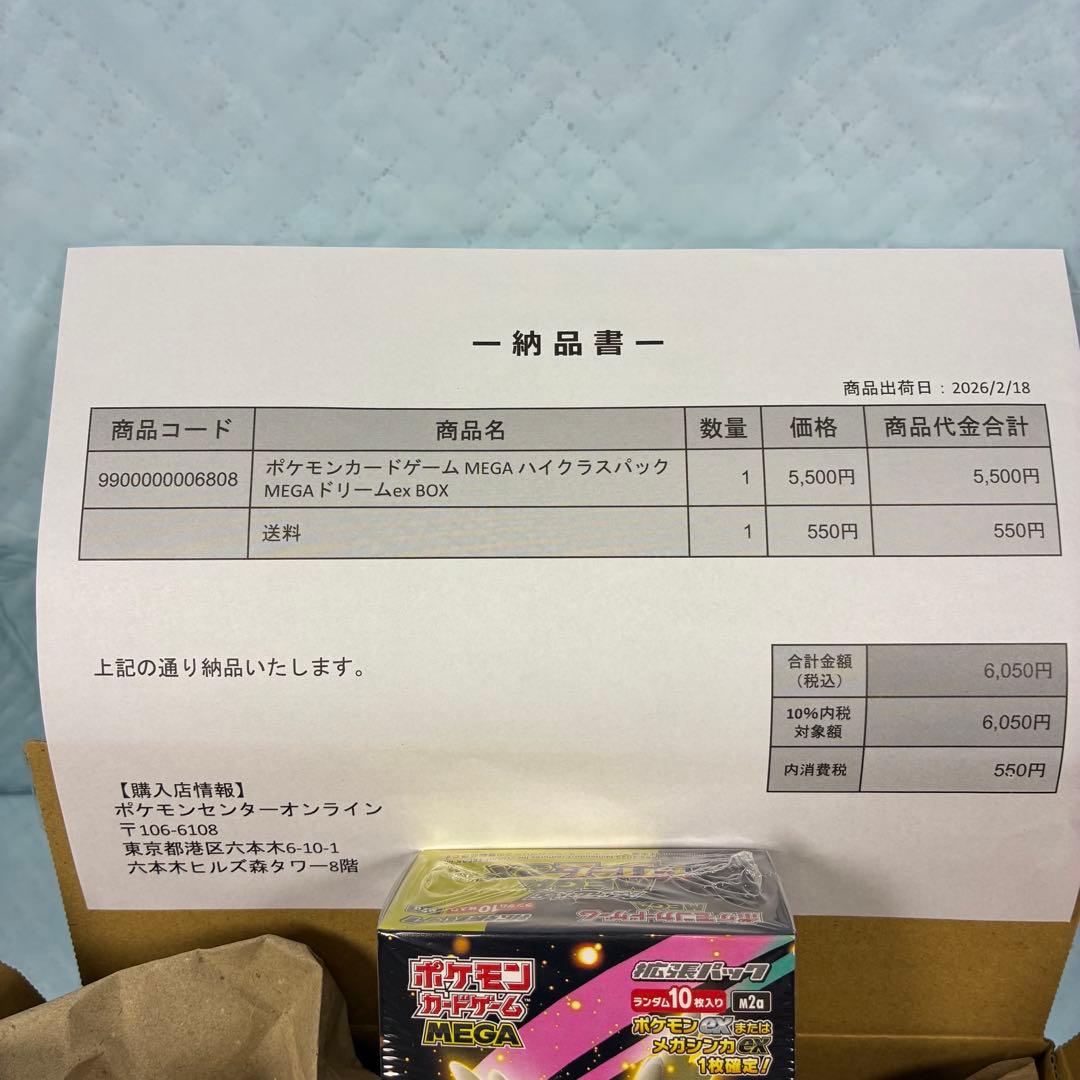 ー納品書ー
商品出荷日：2026/2/18
商品コード 商品名 数量 価格 商品代金合計
9900000006808 ポケモンカードゲーム MEGA ハイクラスパック 1 5,500円 5,500円
MEGAドリームex BOX
送料 1 550円 550円
上記の通り納品いたします。
合計金額 6,050円
（税込）
10%内税 6,050円
対象額
内消費税 550円
【購入店情報】
ポケモンセンターオンライン
〒106-6108
東京都港区六本木6-10-1
六本木ヒルズ森タワー8階
ポケモンカードゲーム
MEGA
ポケモン
カードゲーム
MEGA
拡張パック
ランダム10枚入り M2a
ポケモンexまたは
メガシンカex
1枚確定!